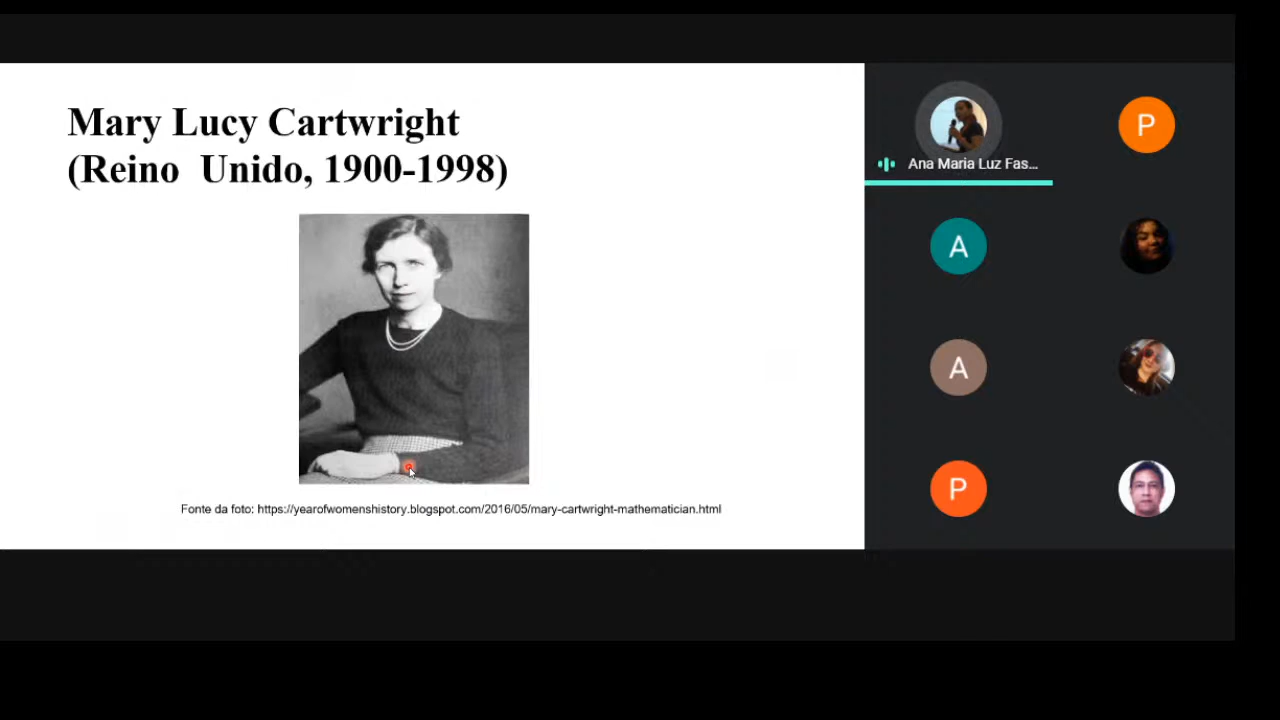 Mary Lucy Cartwright
(Reino Unido, 1900-1998)
Fonte da foto: https://yearofwomenshistory.blogspot.com/2016/05/mary-cartwright-mathematician.html
Ana Maria Luz Fas...
P
A
A
P